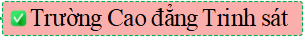 ✅ Trường Cao đẳng Trinh sát